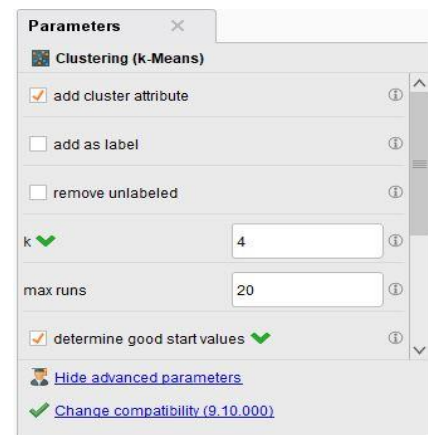 Parameters
Clustering (k-Means)
add cluster attribute
add as label
remove unlabeled
k 4
max runs 20
determine good start values
Hide advanced parameters
Change compatibility (9.10.000)